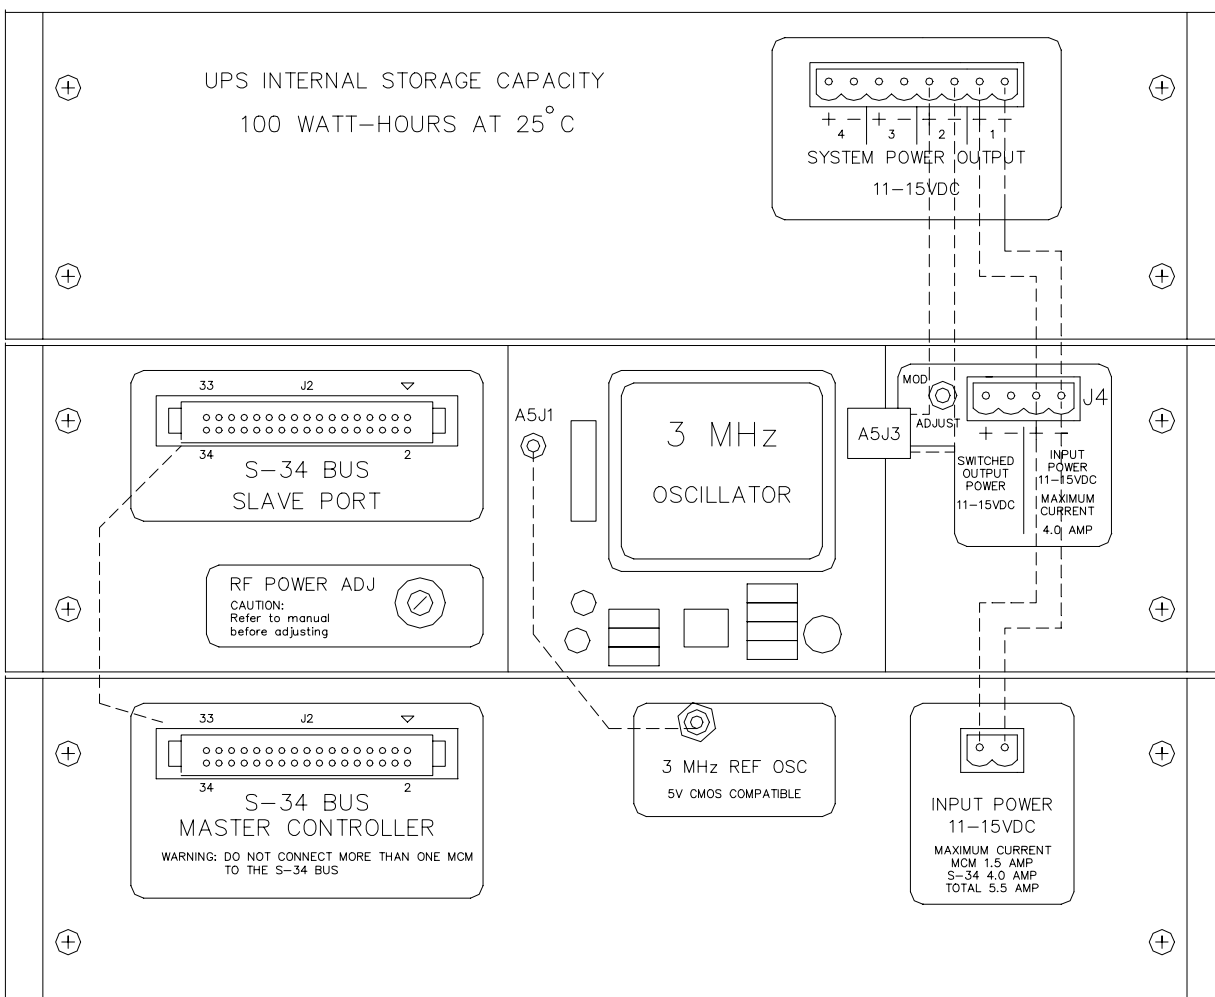 UPS INTERNAL STORAGE CAPACITY
100 WATT-HOURS AT 25°C
+ - + - + - + -
4 3 2 1
SYSTEM POWER OUTPUT
11-15VDC
33 J2
34 2
S-34 BUS
SLAVE PORT
RF POWER ADJ
CAUTION:
Refer to manual
before adjusting
A5J1
3 MHz
OSCILLATOR
A5J3
MOD
ADJUST
J4
+ - + -
SWITCHED
OUTPUT
POWER
11-15VDC
INPUT
POWER
11-15VDC
MAXIMUM
CURRENT
4.0 AMP
33 J2
34 2
S-34 BUS
MASTER CONTROLLER
WARNING: DO NOT CONNECT MORE THAN ONE MCM
TO THE S-34 BUS
3 MHz REF OSC
5V CMOS COMPATIBLE
INPUT POWER
11-15VDC
MAXIMUM CURRENT
MCM 1.5 AMP
S-34 4.0 AMP
TOTAL 5.5 AMP